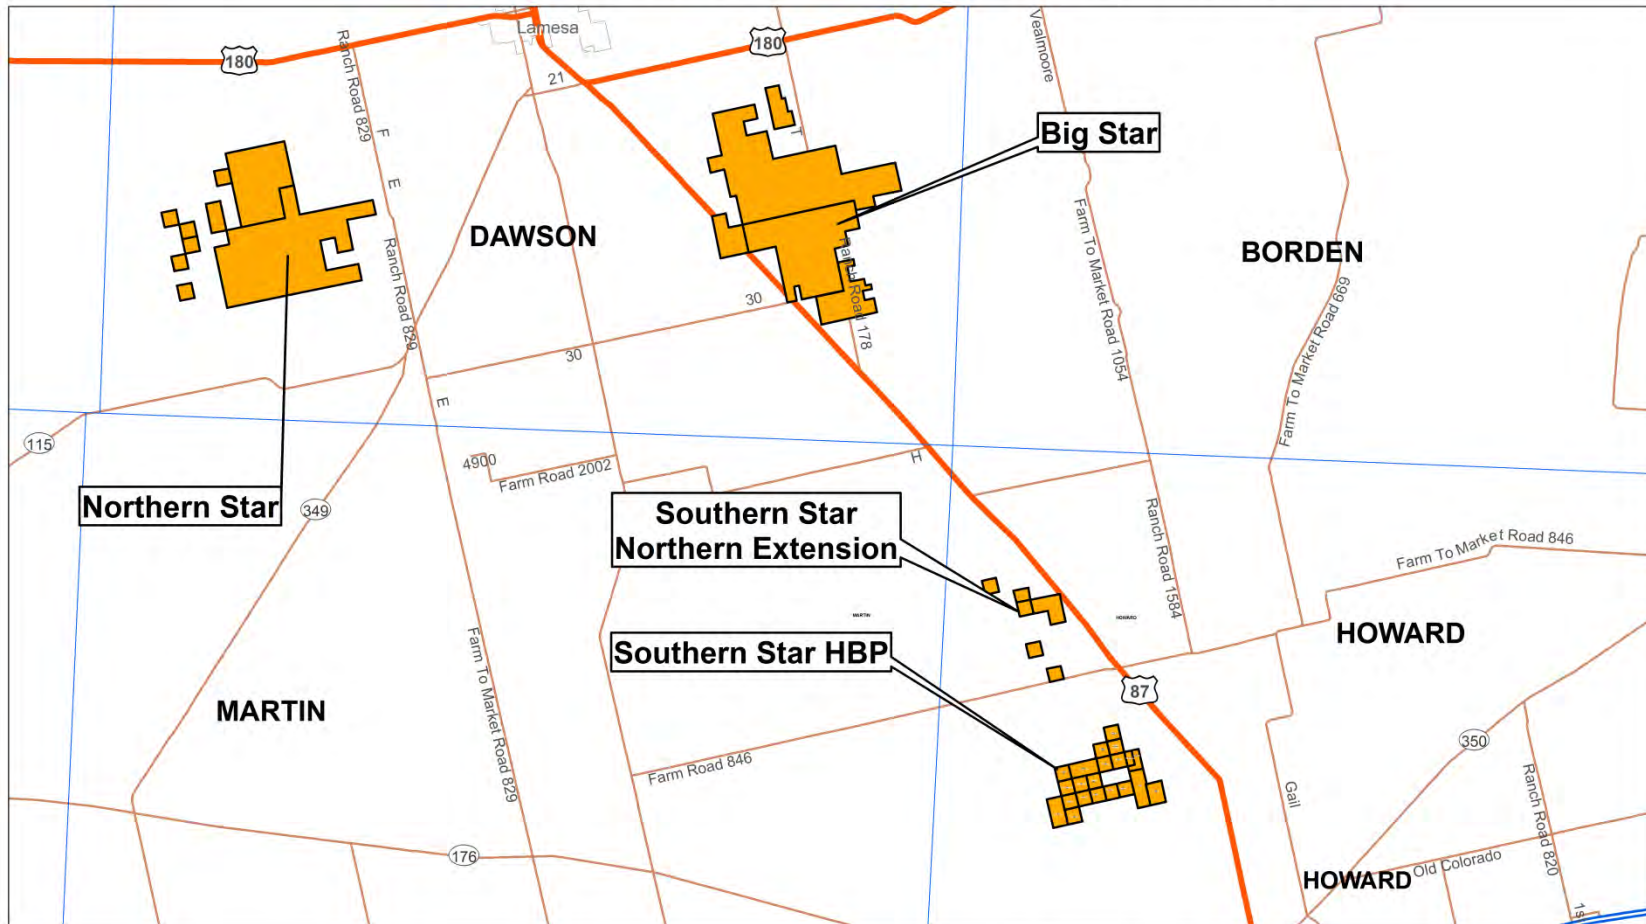 Lamesa
180
180
Ranch Road 829
21
Vealmoore
F
T
Big Star
E
DAWSON
Farm To Market Road 1054
BORDEN
Ranch Road 829
Ranch Road 178
30
30
Farm To Market Road 669
E
115
4900
Farm Road 2002
H
Northern Star
349
Southern Star
Northern Extension
Ranch Road 1584
Farm To Market Road 846
MARTIN
HOWARD
HOWARD
Southern Star HBP
Farm To Market Road 829
87
MARTIN
350
Farm Road 846
Gail
Ranch Road 820
176
Old Colorado
HOWARD
1st